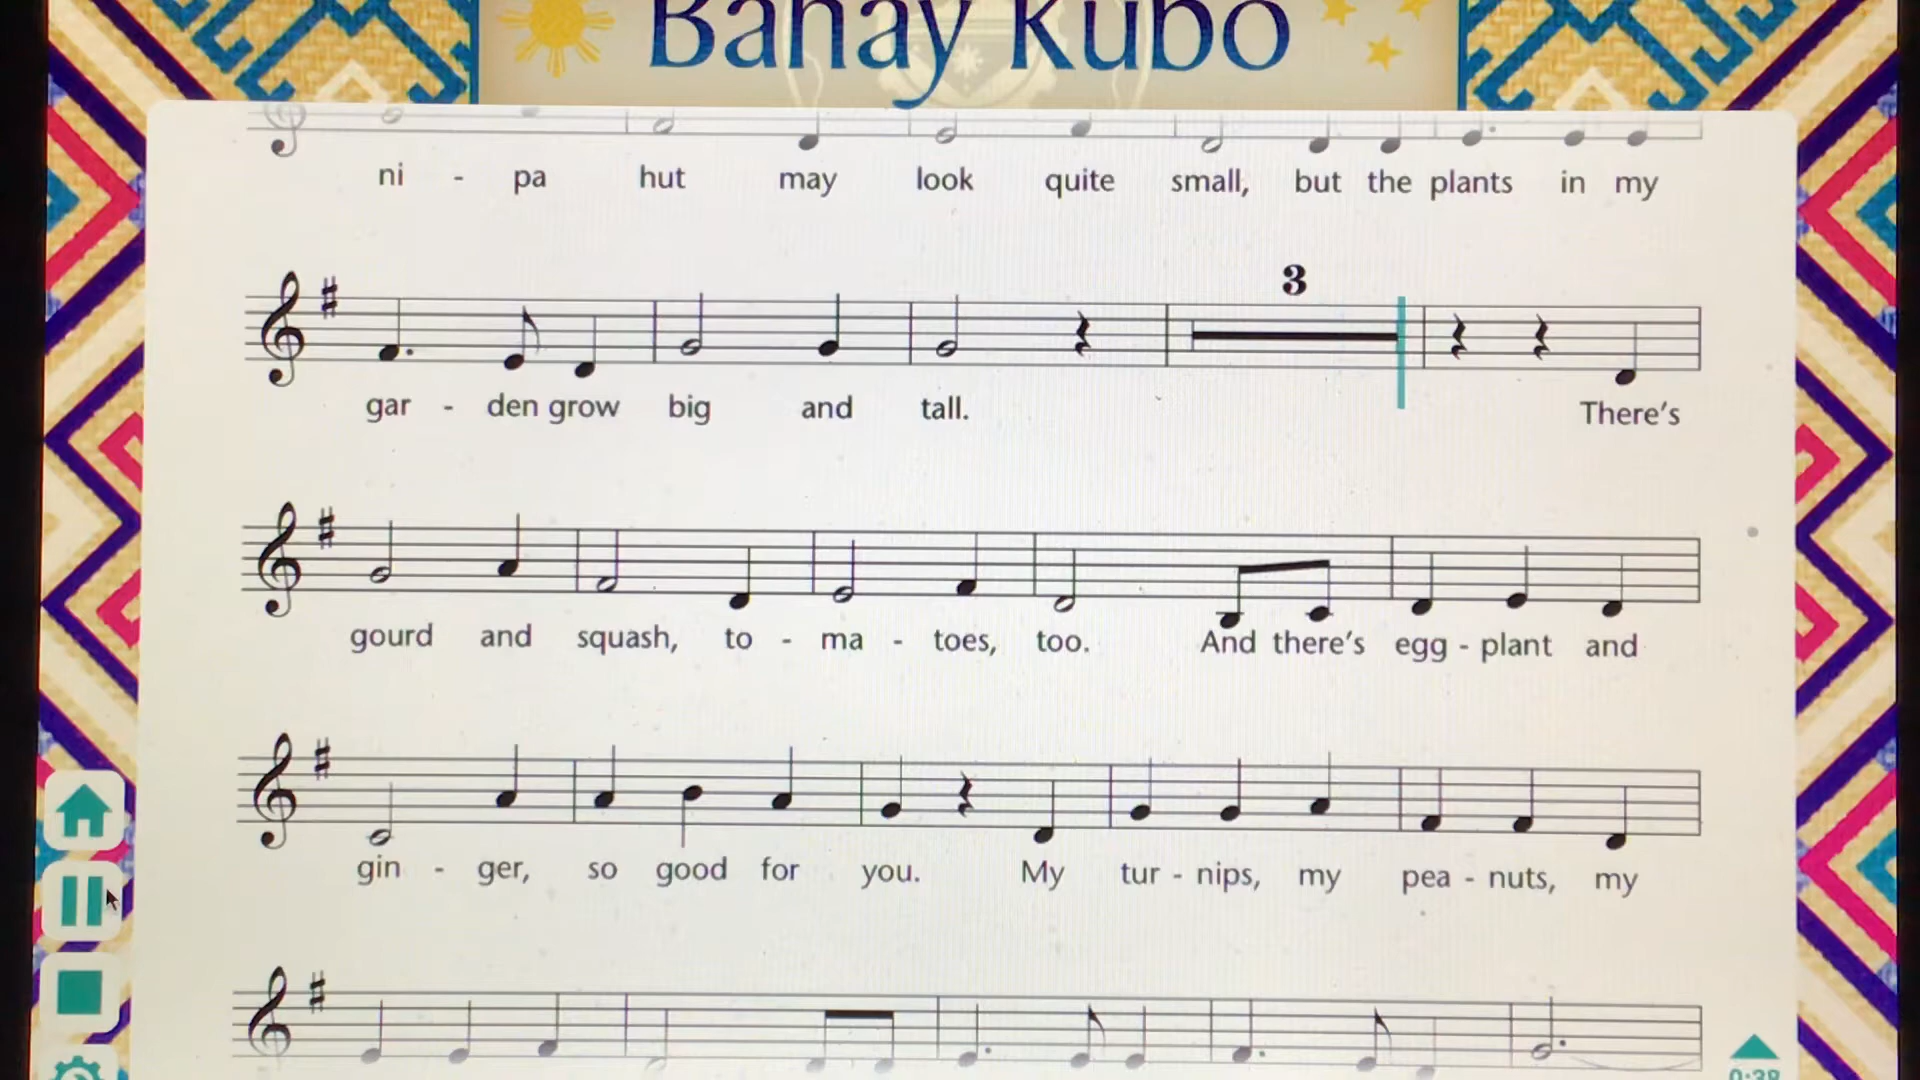 Bahay Kubo
ni - pa hut may look quite small, but the plants in my
3
gar - den grow big and tall. There's
gourd and squash, to - ma - toes, too. And there's egg - plant and
gin - ger, so good for you. My tur - nips, my pea - nuts, my